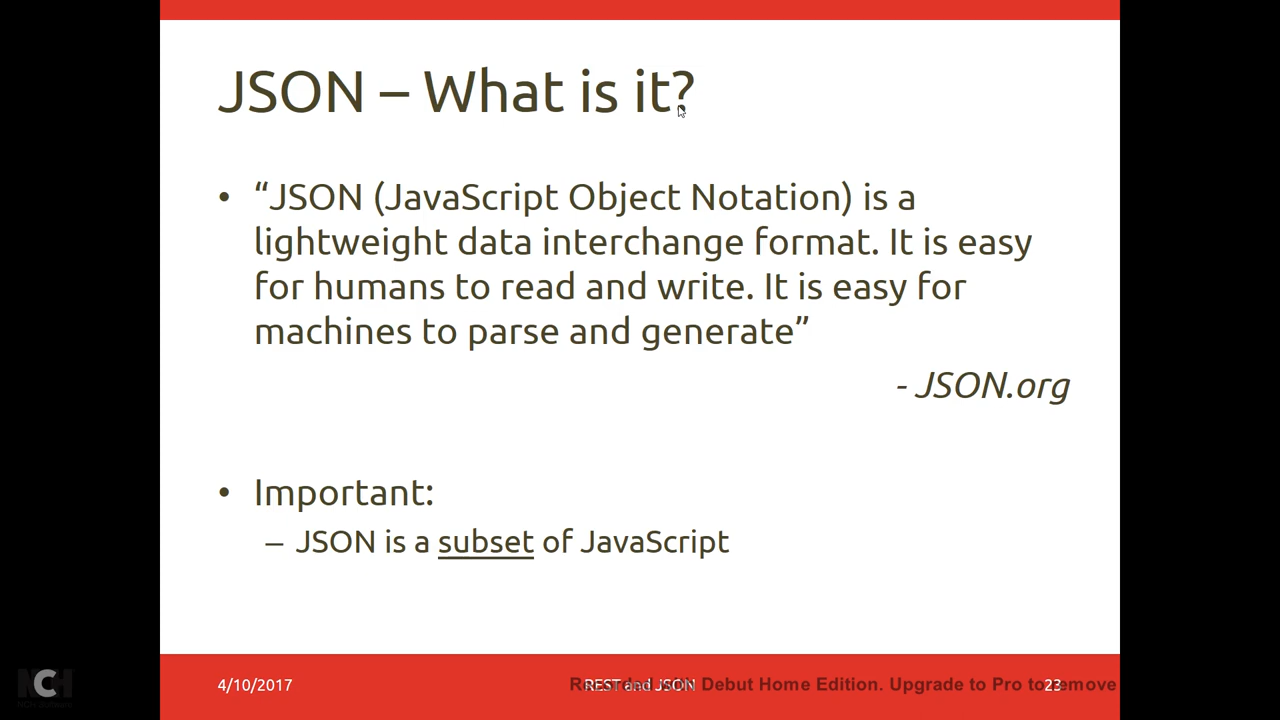 JSON – What is it?
• “JSON (JavaScript Object Notation) is a
lightweight data interchange format. It is easy
for humans to read and write. It is easy for
machines to parse and generate”
- JSON.org
• Important:
– JSON is a subset of JavaScript
4/10/2017
REST and JSON
23
Debut Home Edition. Upgrade to Pro to remove
NCH